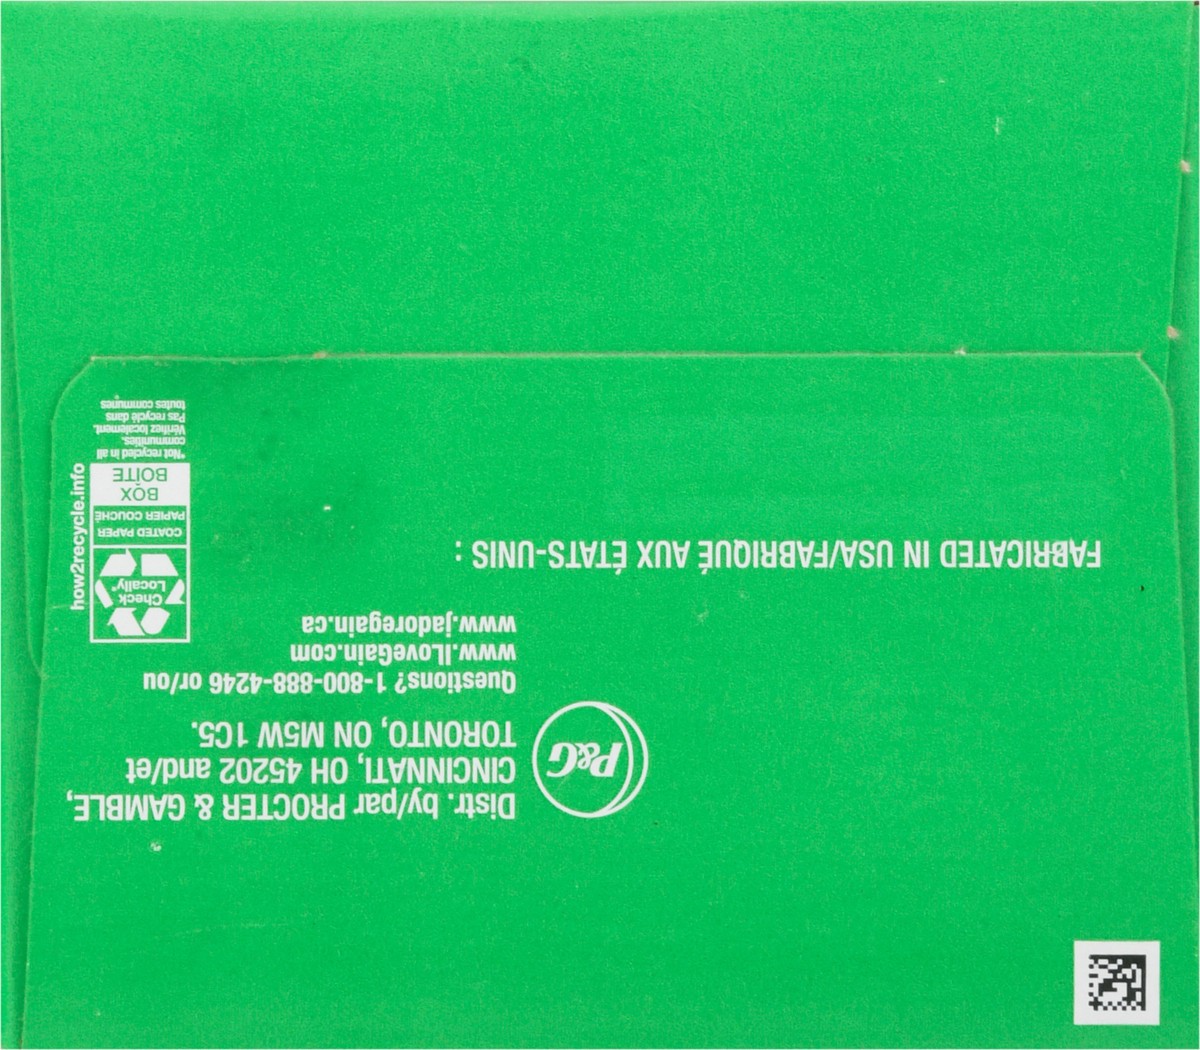 P&G
Distr. by/par PROCTER & GAMBLE,
CINCINNATI, OH 45202 and/et
TORONTO, ON M5W 1C5.
Questions? 1-800-888-4246 or/ou
www.ILoveGain.com
www.jadoregain.ca
FABRICATED IN USA/FABRIQUÉ AUX ÉTATS-UNIS :
Check
Locally*
COATED PAPER
PAPIER COUCHÉ
BOX
BOÎTE
*Not recycled in all
communities.
Vérifiez localement.
Pas recyclé dans
toutes communes
how2recycle.info